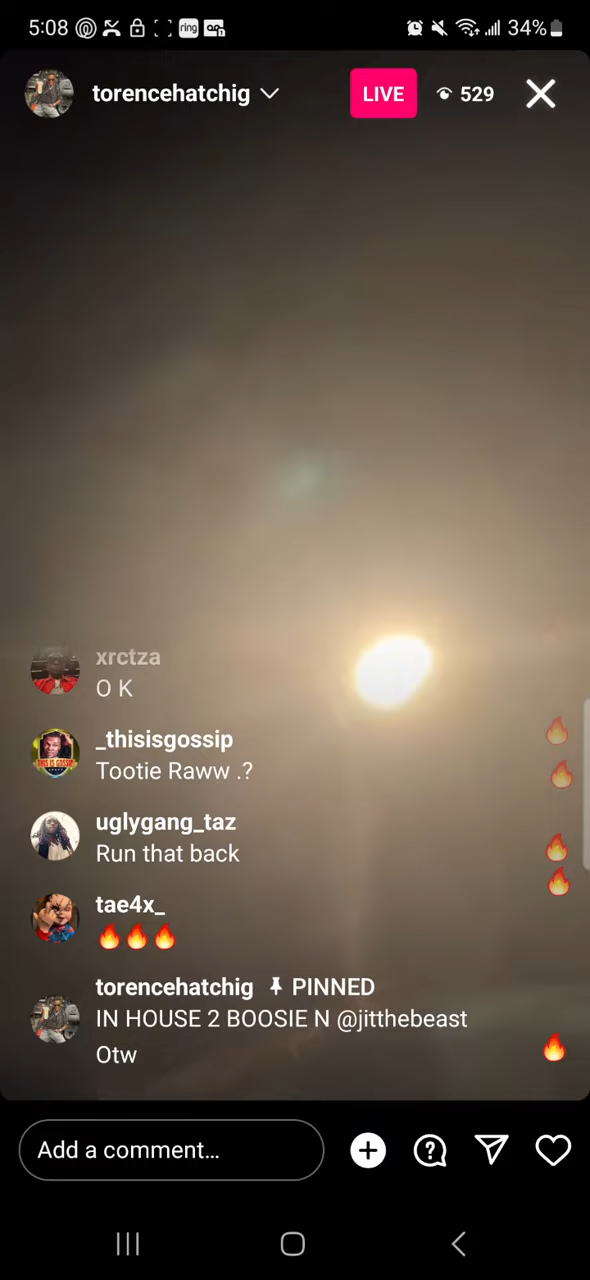 5:08 ring 34%
torencehatchig LIVE 529
xrctza
O K
_thisisgossip
Tootie Raww .?
uglygang_taz
Run that back
tae4x_
🔥🔥🔥
torencehatchig PINNED
IN HOUSE 2 BOOSIE N @jitthebeast
Otw
Add a comment…